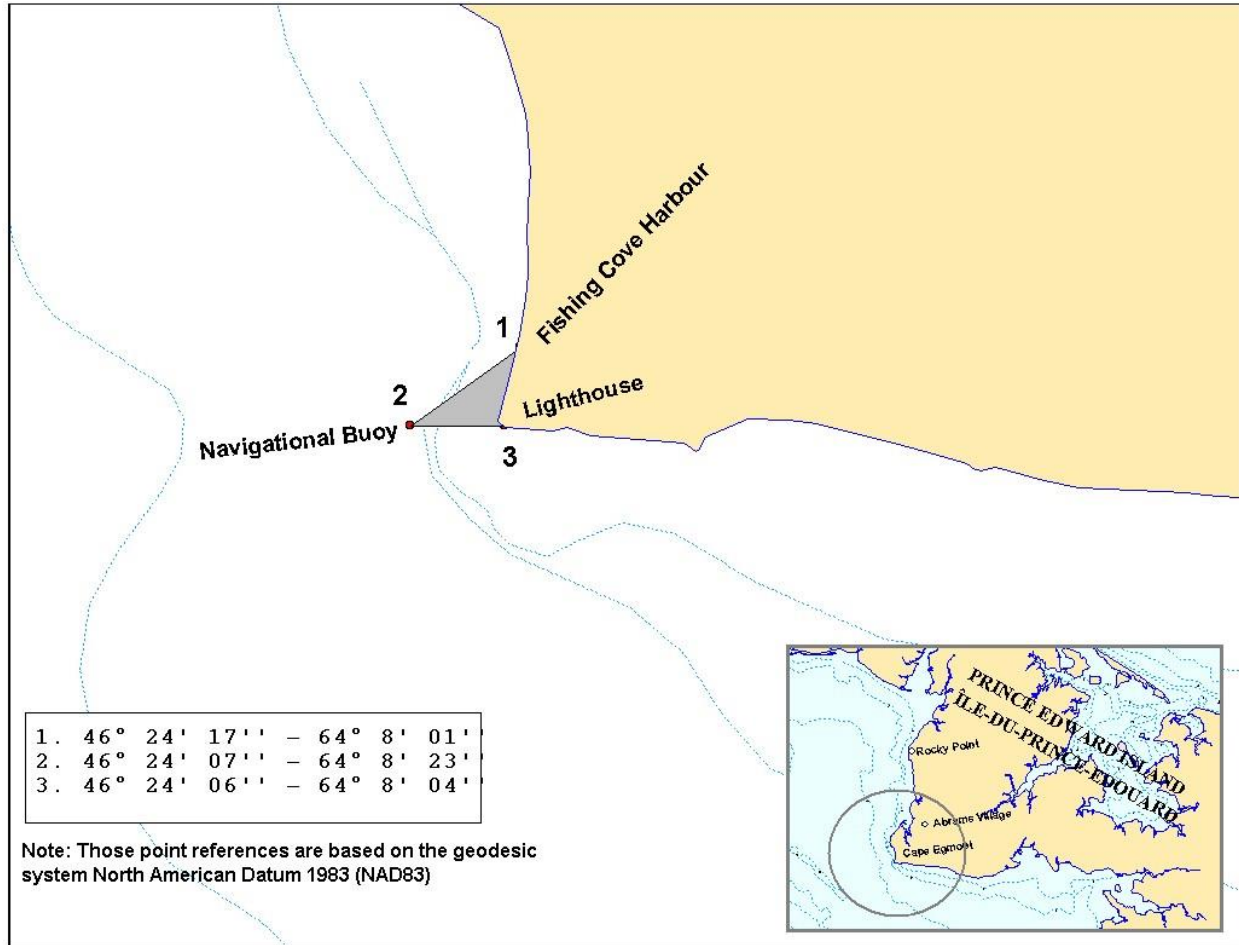 1
Fishing Cove Harbour
2
Lighthouse
Navigational Buoy
3
1. 46° 24' 17'' – 64° 8' 01''
2. 46° 24' 07'' – 64° 8' 23''
3. 46° 24' 06'' – 64° 8' 04''
Note: Those point references are based on the geodesic
system North American Datum 1983 (NAD83)
PRINCE EDWARD ISLAND
ÎLE-DU-PRINCE-EDOUARD
Rocky Point
Abrams Village
Cape Egmont